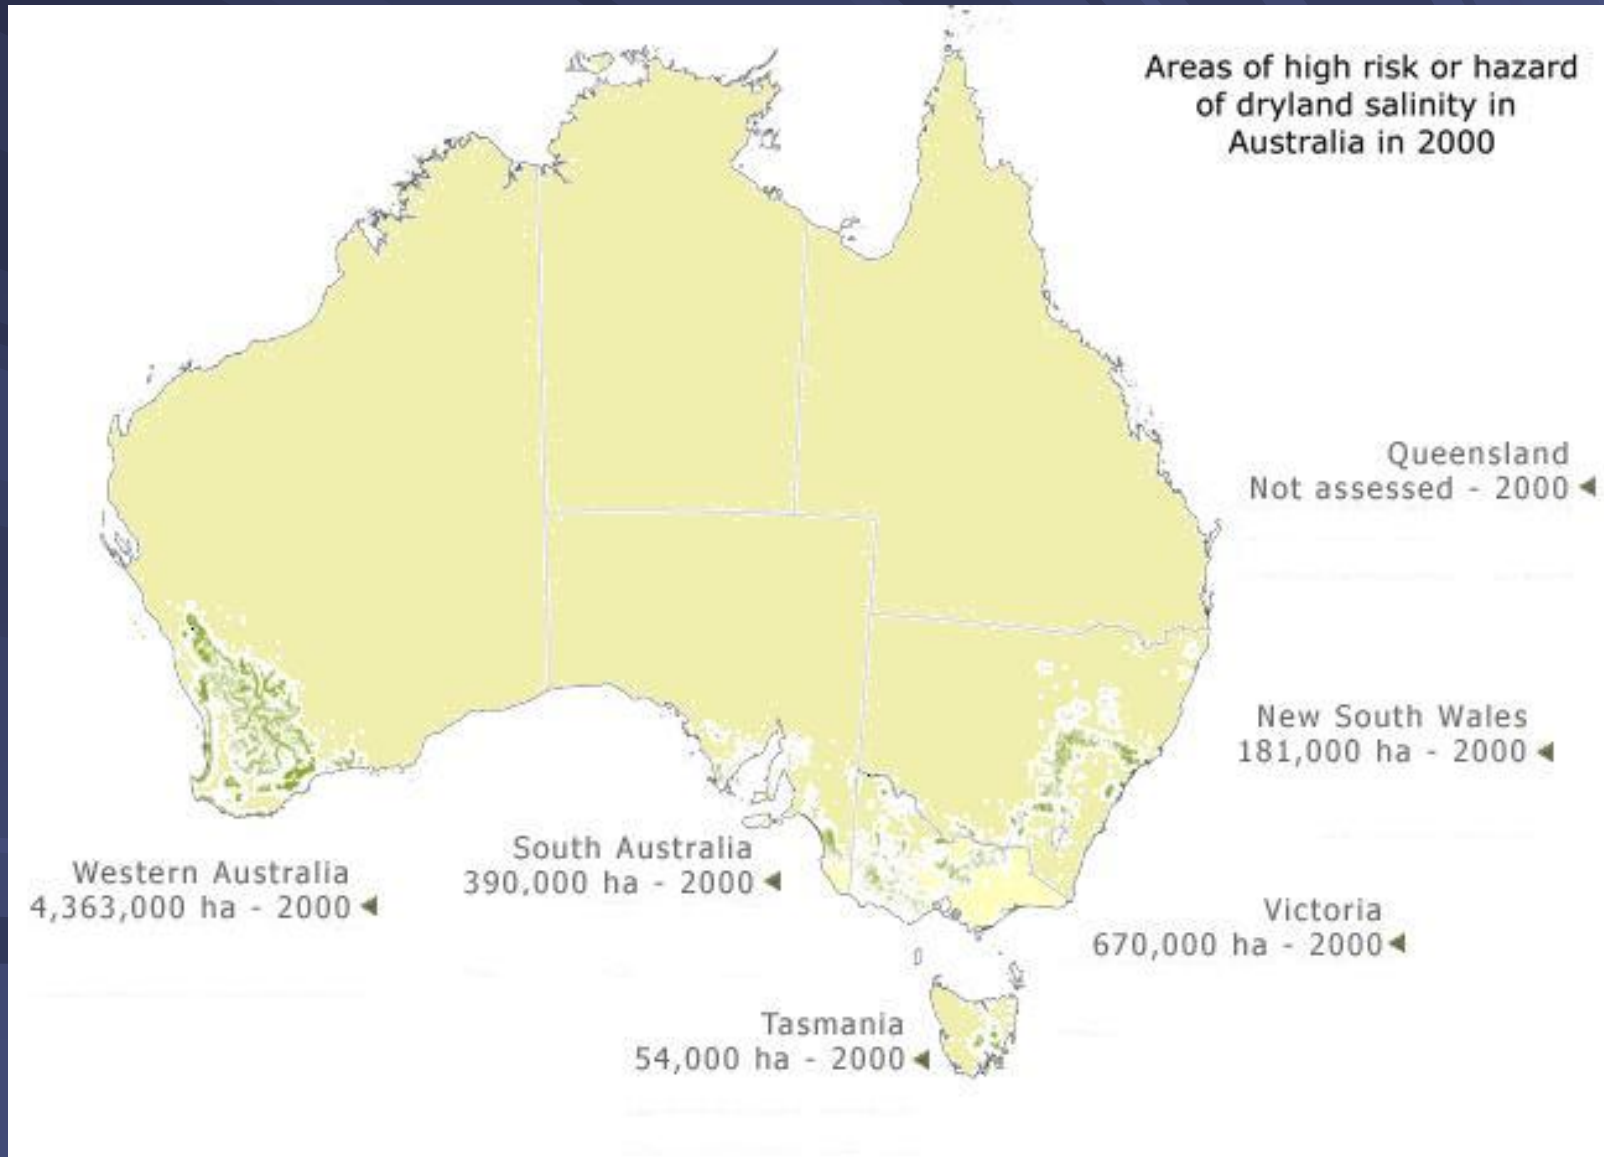 Areas of high risk or hazard
of dryland salinity in
Australia in 2000
Queensland
Not assessed - 2000
New South Wales
181,000 ha - 2000
South Australia
390,000 ha - 2000
Western Australia
4,363,000 ha - 2000
Victoria
670,000 ha - 2000
Tasmania
54,000 ha - 2000